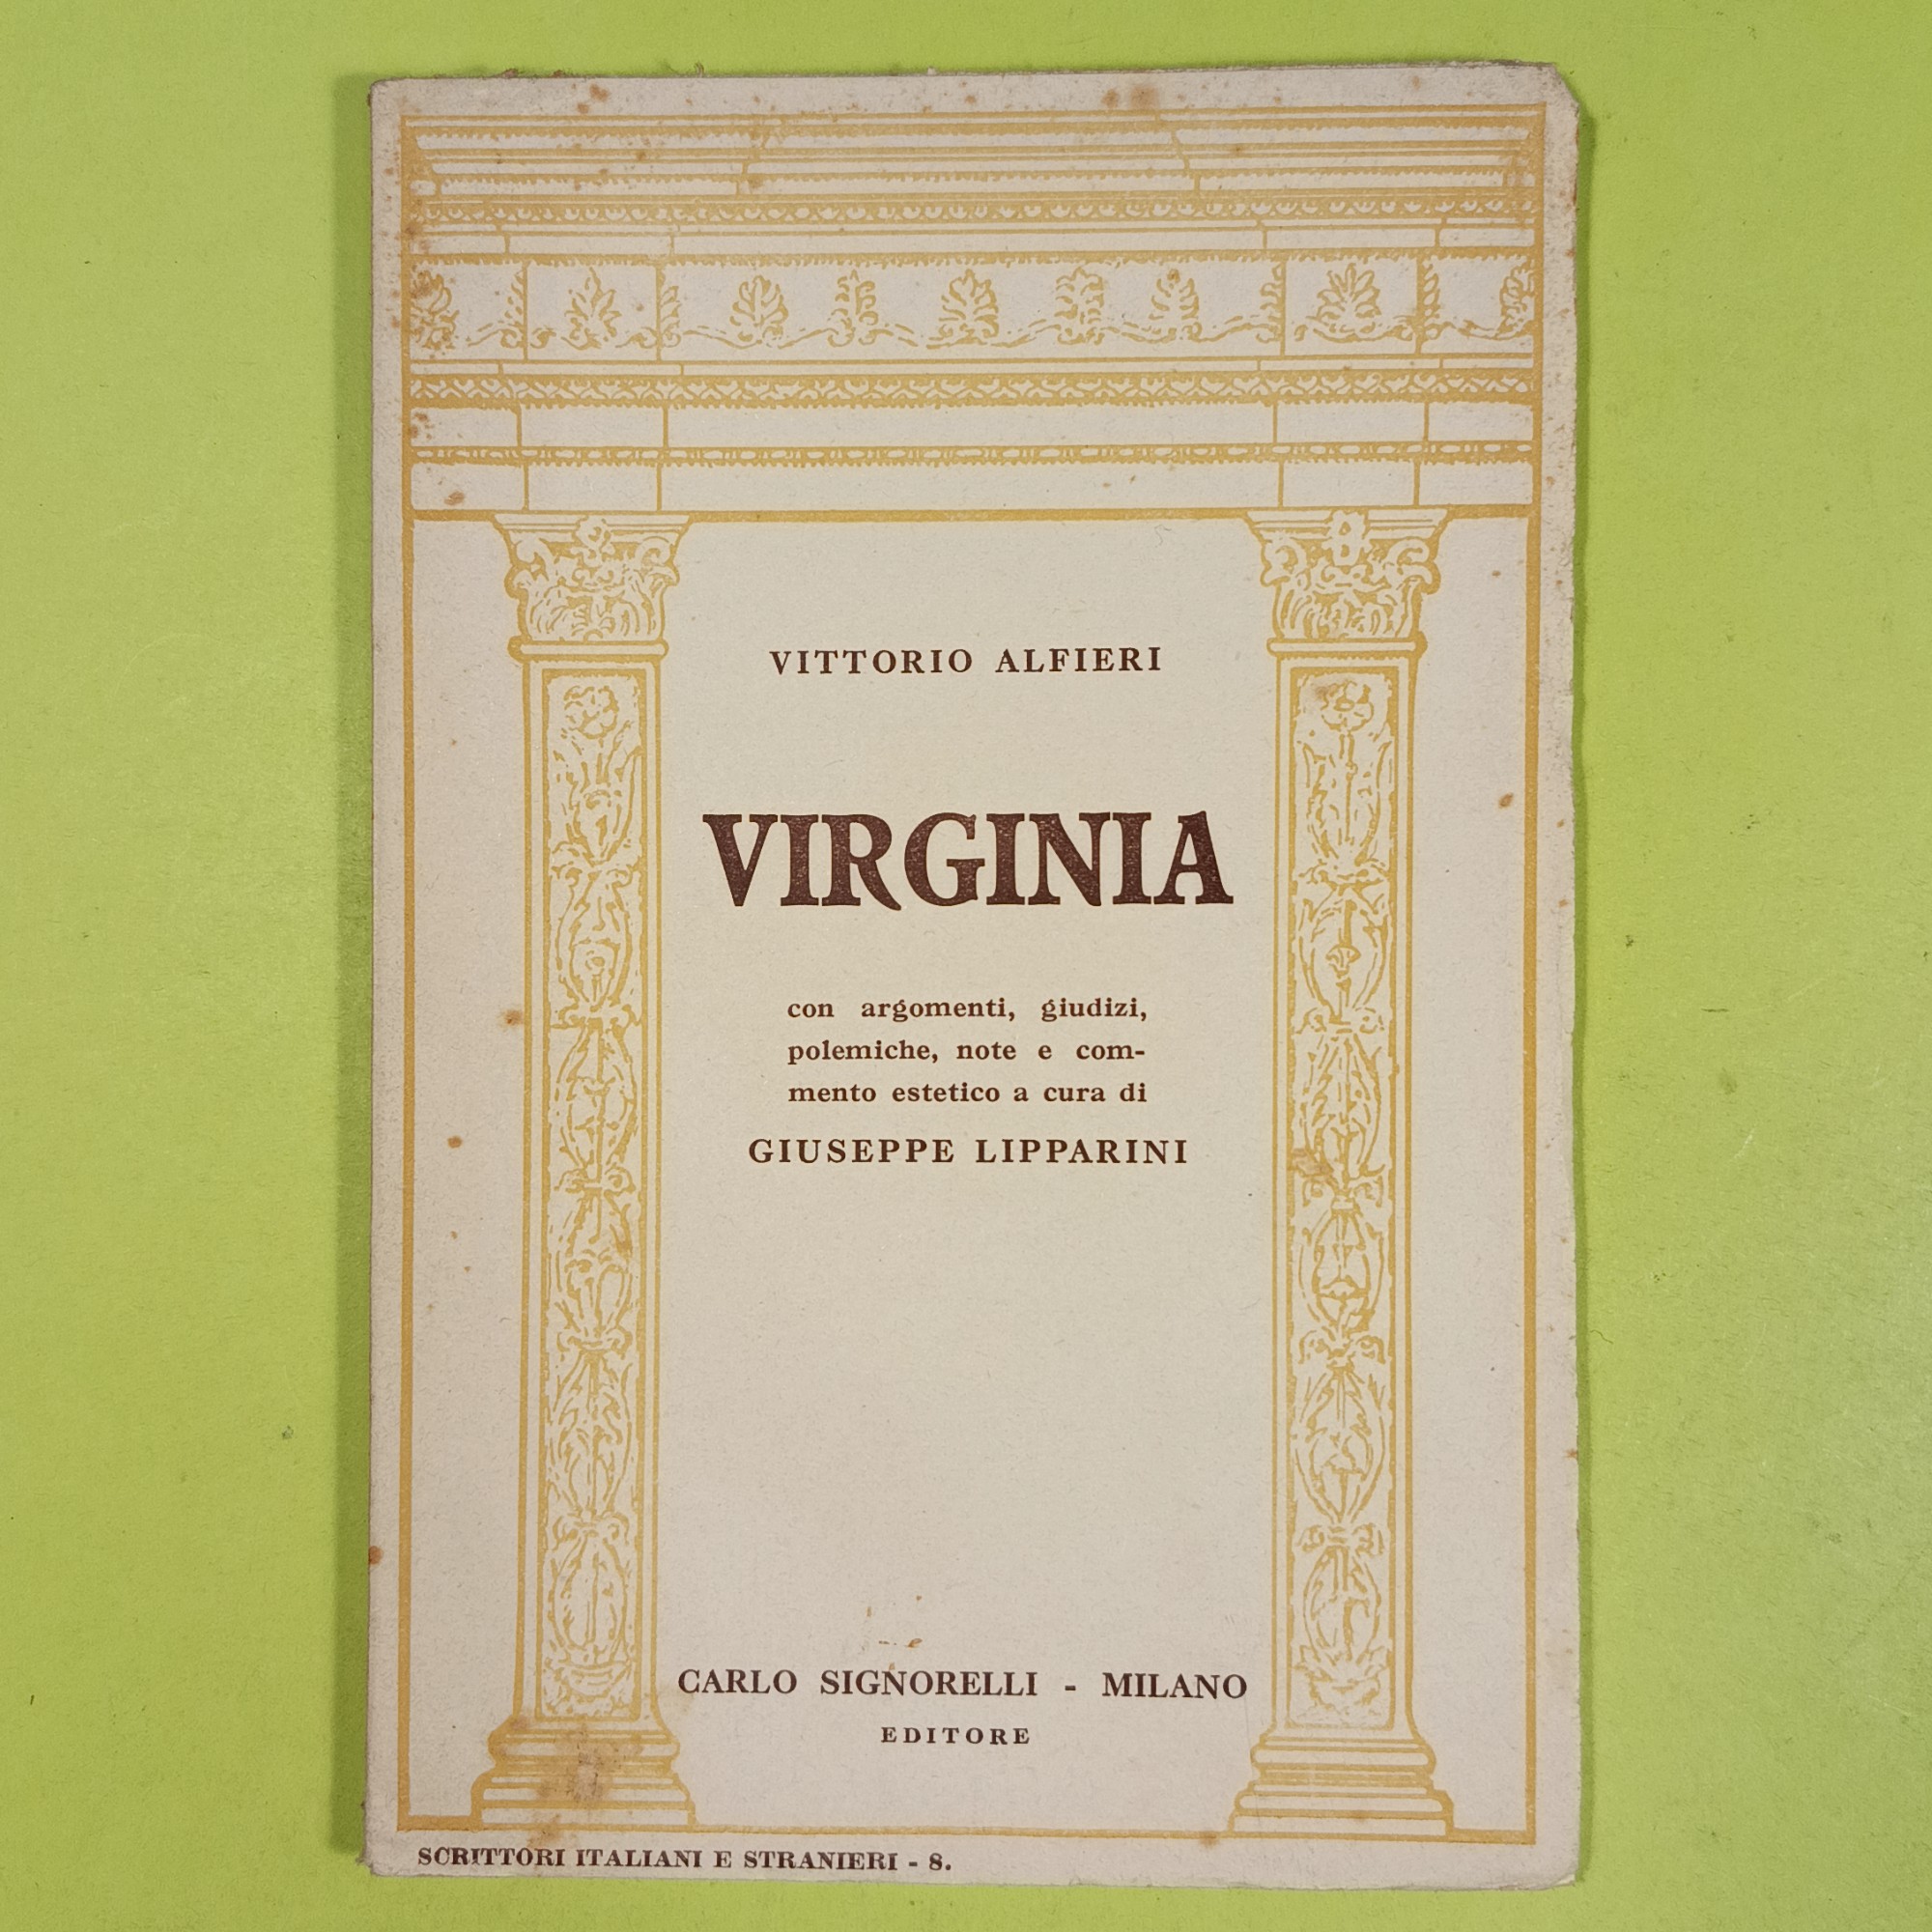 VITTORIO ALFIERI
VIRGINIA
con argomenti, giudizi,
polemiche, note e com-
mento estetico a cura di
GIUSEPPE LIPPARINI
CARLO SIGNORELLI - MILANO
EDITORE
SCRITTORI ITALIANI E STRANIERI - 8.